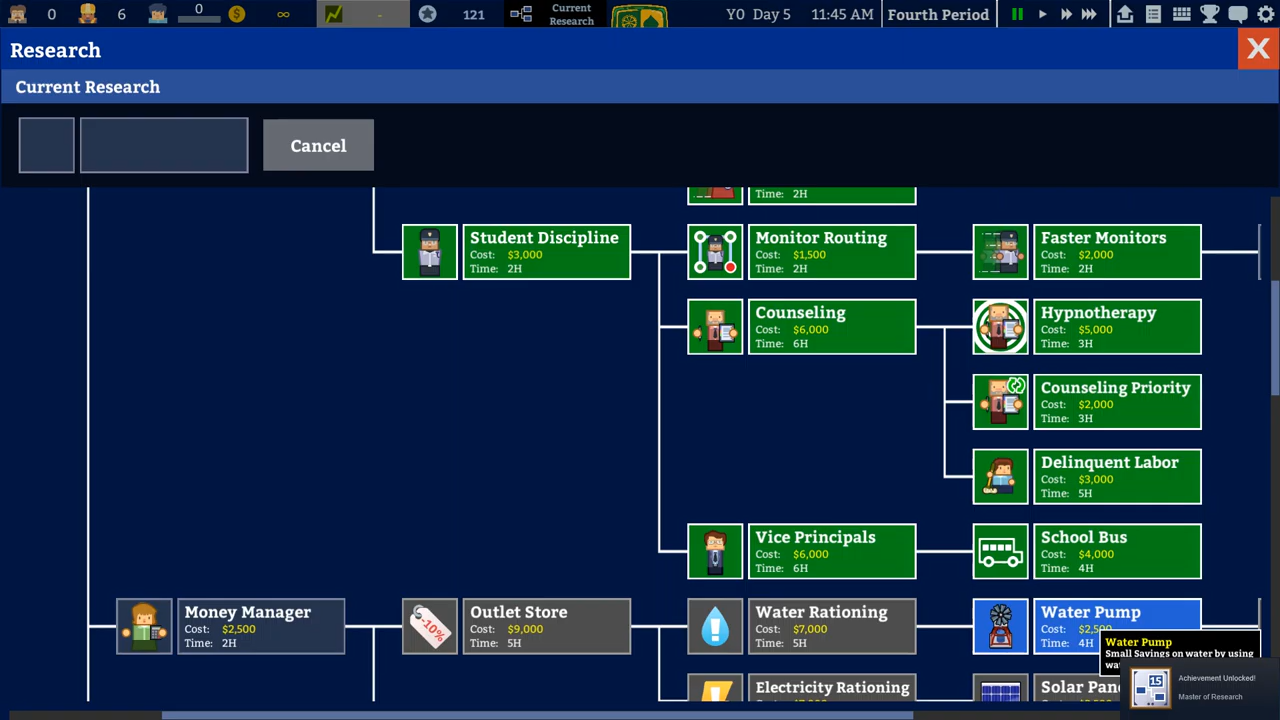 0 6 0 ∞ - 121 Current Research Y0 Day 5 11:45 AM Fourth Period
Research
X
Current Research
Cancel
Time: 2H
Student Discipline
Cost: $3,000
Time: 2H
Monitor Routing
Cost: $1,500
Time: 2H
Faster Monitors
Cost: $2,000
Time: 2H
Counseling
Cost: $6,000
Time: 6H
Hypnotherapy
Cost: $5,000
Time: 3H
Counseling Priority
Cost: $2,000
Time: 3H
Delinquent Labor
Cost: $3,000
Time: 5H
Vice Principals
Cost: $6,000
Time: 6H
School Bus
Cost: $4,000
Time: 4H
Money Manager
Cost: $2,500
Time: 2H
-10%
Outlet Store
Cost: $9,000
Time: 5H
Water Rationing
Cost: $7,000
Time: 5H
Water Pump
Cost:
Time: 4H
Water Pump
Small Savings on water by using
Electricity Rationing
Solar
15
Achievement Unlocked!
Master of Research